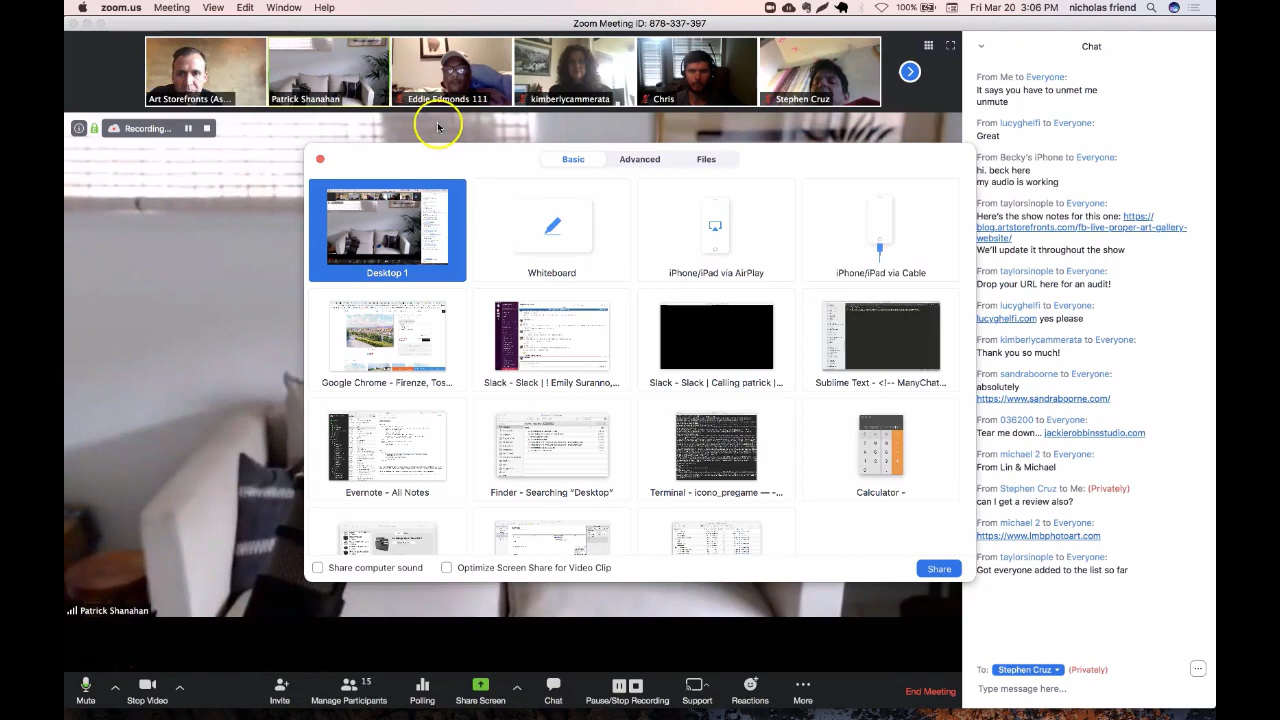 zoom.us Meeting View Edit Window Help
100% Fri Mar 20 3:06 PM nicholas friend
Zoom Meeting ID: 878-337-397
Art Storefronts (As...
Patrick Shanahan
Eddie Edmonds 111
kimberlycammerata
Chris
Stephen Cruz
Recording...
Basic Advanced Files
Desktop 1
Whiteboard
iPhone/iPad via AirPlay
iPhone/iPad via Cable
Google Chrome - Firenze, Tos...
Slack - Slack | ! Emily Suranno,...
Slack - Slack | Calling patrick |...
Sublime Text - <!-- ManyChat...
Evernote - All Notes
Finder - Searching "Desktop"
Terminal - icono_pregame — -...
Calculator -
Share computer sound
Optimize Screen Share for Video Clip
Share
Patrick Shanahan
Mute
Stop Video
Invite
15
Manage Participants
Polling
Share Screen
Chat
Pause/Stop Recording
Support
Reactions
More
End Meeting
Chat
From Me to Everyone:
It says you have to unmet me
unmute
From lucyghelfi to Everyone:
Great
From Becky's iPhone to Everyone:
hi. beck here
my audio is working
From taylorsinople to Everyone:
Here's the show notes for this one: https://
blog.artstorefronts.com/fb-live-proper-art-gallery-
website/
We'll update it throughout the show
From taylorsinople to Everyone:
Drop your URL here for an audit!
From lucyghelfi to Everyone:
lucyghelfi.com yes please
From kimberlycammerata to Everyone:
Thank you so much!
From sandraboorne to Everyone:
absolutely
https://www.sandraboorne.com/
From 036200 to Everyone:
Tear me down... jackierobbinsstudio.com
From michael 2 to Everyone:
From Lin & Michael
From Stephen Cruz to Me: (Privately)
can I get a review also?
From michael 2 to Everyone:
https://www.lmbphotoart.com
From taylorsinople to Everyone:
Got everyone added to the list so far
To: Stephen Cruz (Privately)
Type message here...